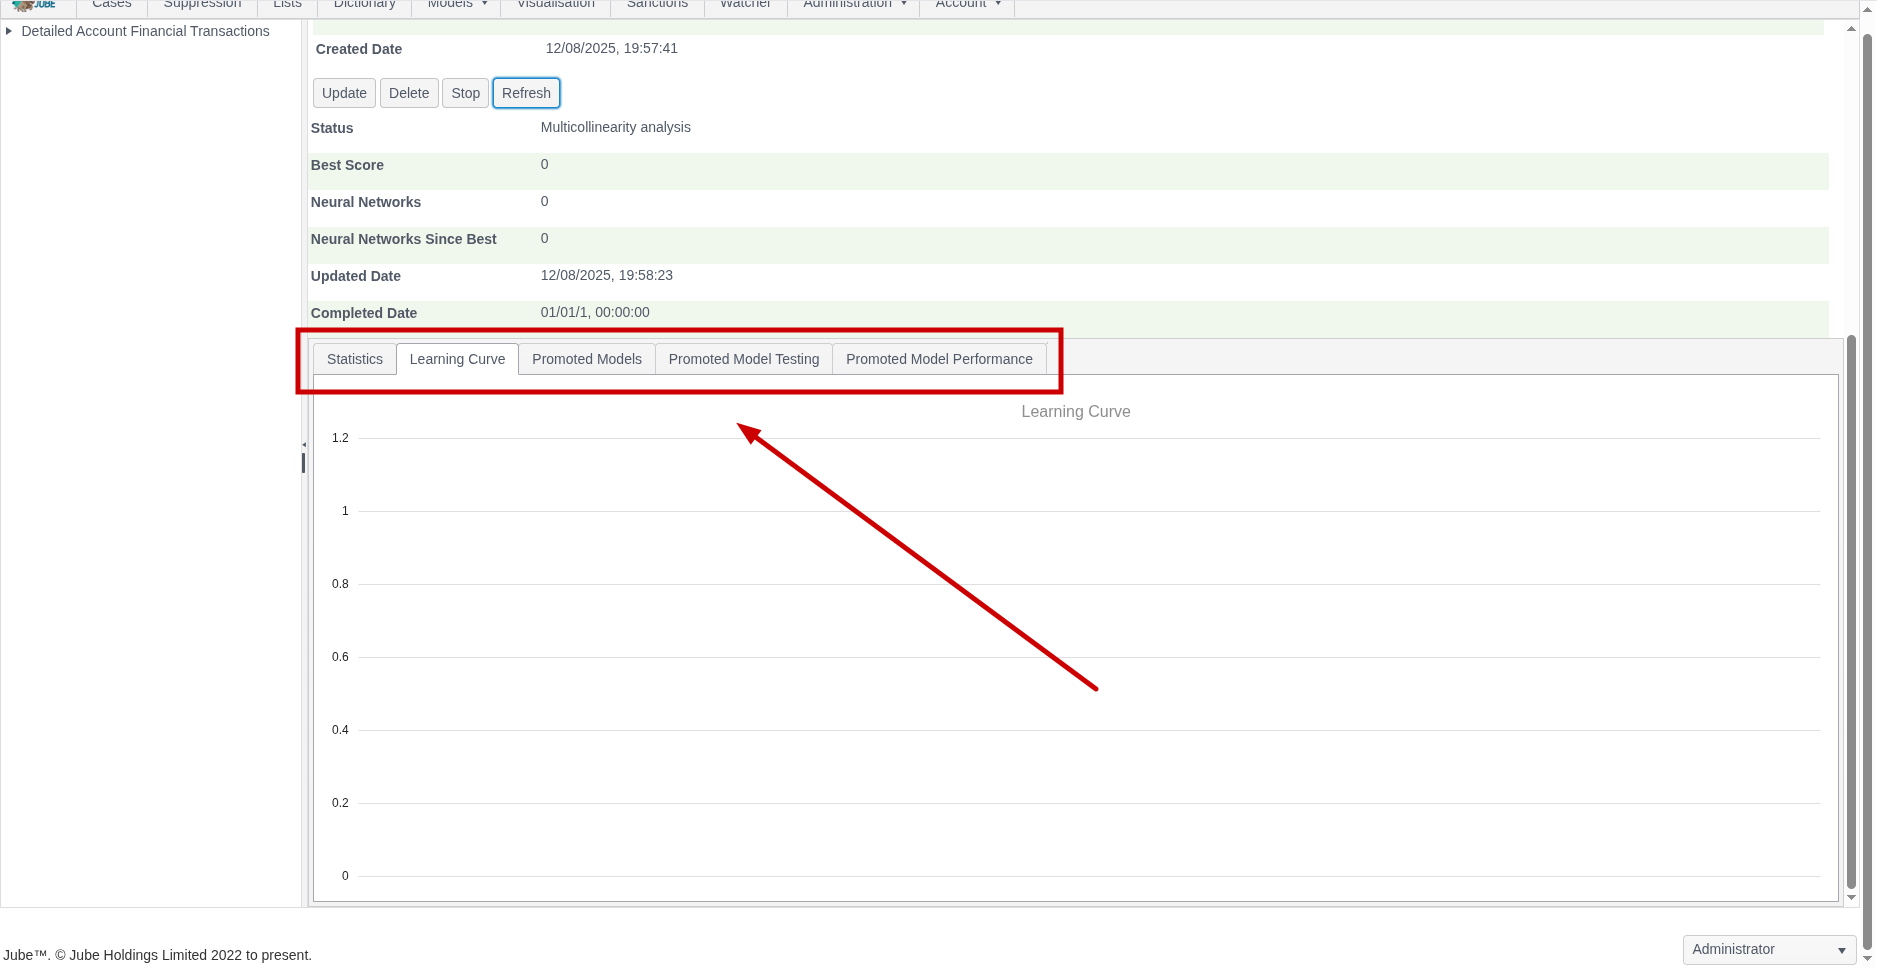 JUBE Cases Suppression Lists Dictionary Models Visualisation Sanctions Watcher Administration Account
Detailed Account Financial Transactions
Created Date 12/08/2025, 19:57:41
Update Delete Stop Refresh
Status Multicollinearity analysis
Best Score 0
Neural Networks 0
Neural Networks Since Best 0
Updated Date 12/08/2025, 19:58:23
Completed Date 01/01/1, 00:00:00
Statistics Learning Curve Promoted Models Promoted Model Testing Promoted Model Performance
Learning Curve
1.2
1
0.8
0.6
0.4
0.2
0
Jube™. © Jube Holdings Limited 2022 to present.
Administrator